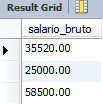 Result Grid
salario_bruto
35520.00
25000.00
58500.00